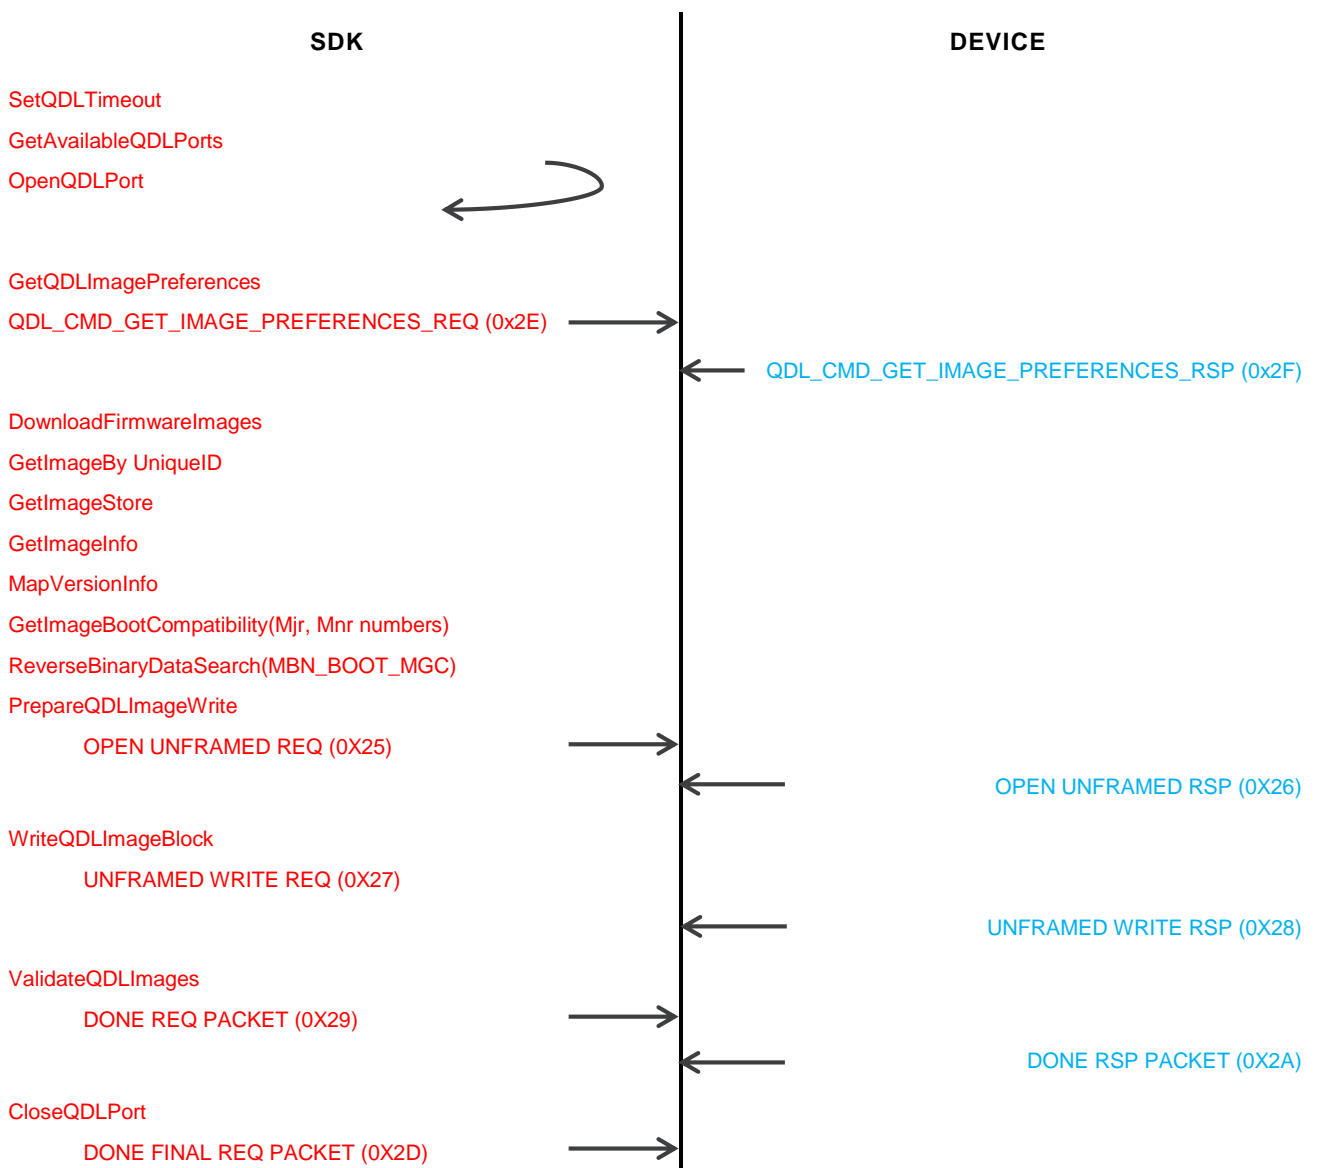 SDK
DEVICE
SetQDLTimeout
GetAvailableQDLPorts
OpenQDLPort
GetQDLImagePreferences
QDL_CMD_GET_IMAGE_PREFERENCES_REQ (0x2E)
QDL_CMD_GET_IMAGE_PREFERENCES_RSP (0x2F)
DownloadFirmwareImages
GetImageBy UniqueID
GetImageStore
GetImageInfo
MapVersionInfo
GetImageBootCompatibility(Mjr, Mnr numbers)
ReverseBinaryDataSearch(MBN_BOOT_MGC)
PrepareQDLImageWrite
OPEN UNFRAMED REQ (0X25)
OPEN UNFRAMED RSP (0X26)
WriteQDLImageBlock
UNFRAMED WRITE REQ (0X27)
UNFRAMED WRITE RSP (0X28)
ValidateQDLImages
DONE REQ PACKET (0X29)
DONE RSP PACKET (0X2A)
CloseQDLPort
DONE FINAL REQ PACKET (0X2D)